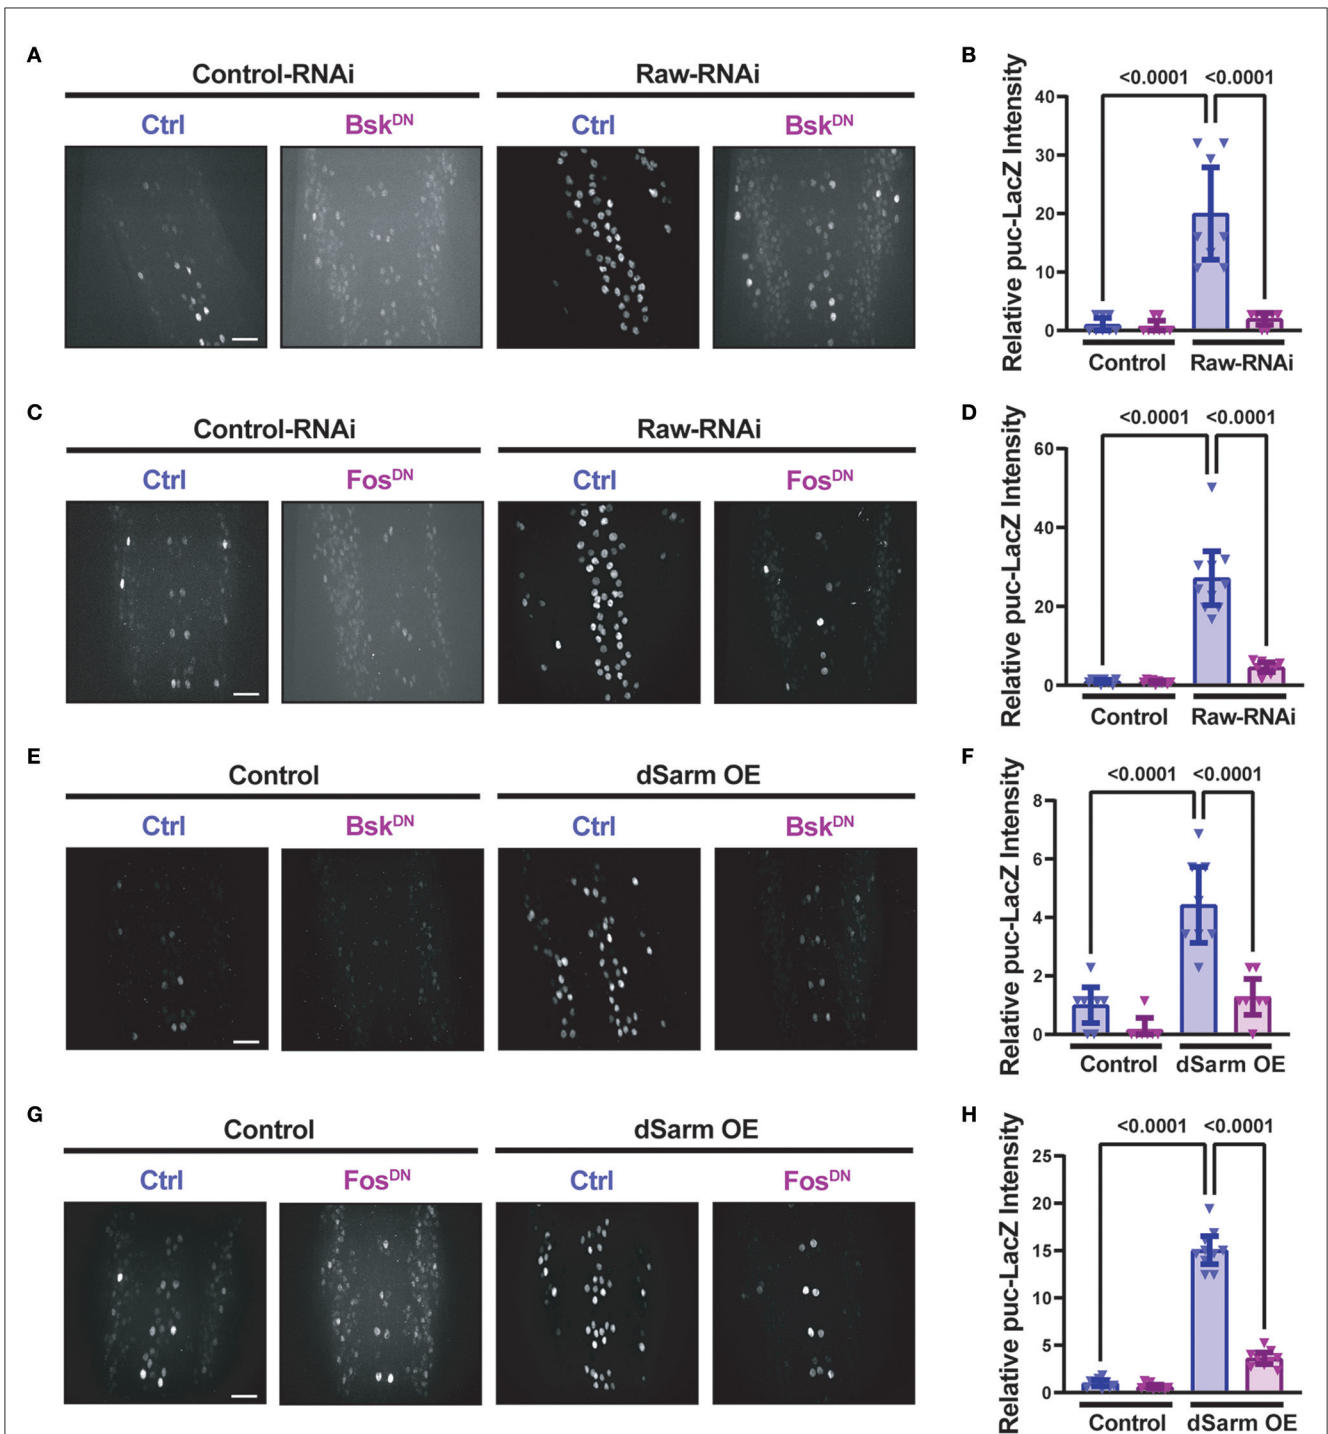 A
Control-RNAi
Raw-RNAi
Ctrl
Bsk^DN
Ctrl
Bsk^DN
B
<0.0001
<0.0001
Relative puc-LacZ Intensity
40
30
20
10
0
Control
Raw-RNAi
C
Control-RNAi
Raw-RNAi
Ctrl
Fos^DN
Ctrl
Fos^DN
D
<0.0001
<0.0001
Relative puc-LacZ Intensity
60
40
20
0
Control
Raw-RNAi
E
Control
dSarm OE
Ctrl
Bsk^DN
Ctrl
Bsk^DN
F
<0.0001
<0.0001
Relative puc-LacZ Intensity
8
6
4
2
0
Control
dSarm OE
G
Control
dSarm OE
Ctrl
Fos^DN
Ctrl
Fos^DN
H
<0.0001
<0.0001
Relative puc-LacZ Intensity
25
20
15
10
5
0
Control
dSarm OE